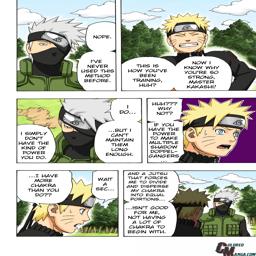 NOW I
KNOW WHY
YOU'RE SO
STRONG,
MASTER
KAKASHI!
THIS IS
HOW YOU'VE
BEEN
TRAINING,
HUH?
NOPE.
I'VE
NEVER
USED THIS
METHOD
BEFORE.
HUH???
WHY
NOT?
IF YOU
HAVE THE
POWER
TO MAKE
MULTIPLE
SHADOW
DOPPEL-
GANGERS...
I
DO...
...BUT I
CAN'T
MAINTAIN
THEM
LONG
ENOUGH.
I SIMPLY
DON'T HAVE
THE KIND
OF POWER
YOU DO.
AND A JUTSU
THAT FORCES
ME TO DIVIDE
AND DISPERSE
MY CHAKRA
INTO EQUAL
PORTIONS...
...ISN'T GOOD
FOR ME,
NOT HAVING
A LOT OF
CHAKRA TO
BEGIN WITH.
WAIT
A
SEC...
...I HAVE
MORE
CHAKRA
THAN YOU
DO??
COLORED
MANGA.COM